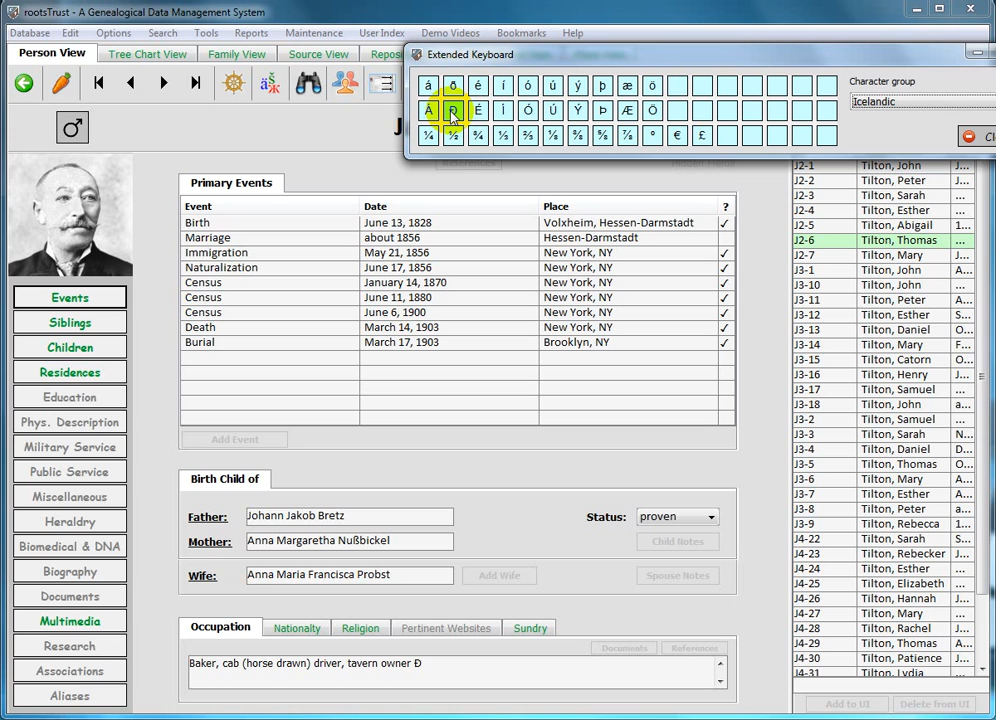 rootsTrust - A Genealogical Data Management System
Database Edit Options Search Tools Reports Maintenance User Index Demo Videos Bookmarks Help
Person View Tree Chart View Family View Source View Repos
Extended Keyboard
á ð é í ó ú ý þ æ ö
Á Ð É Í Ó Ú Ý Þ Æ Ö
¼ ½ ¾ ⅓ ⅔ ⅛ ⅜ ⅝ ⅞ ° € £
Character group
Icelandic
Clo
J
References
Primary Events
Event Date Place ?
Birth June 13, 1828 Volxheim, Hessen-Darmstadt ✓
Marriage about 1856 Hessen-Darmstadt
Immigration May 21, 1856 New York, NY ✓
Naturalization June 17, 1856 New York, NY ✓
Census January 14, 1870 New York, NY ✓
Census June 11, 1880 New York, NY ✓
Census June 6, 1900 New York, NY ✓
Death March 14, 1903 New York, NY ✓
Burial March 17, 1903 Brooklyn, NY ✓
Add Event
Events
Siblings
Children
Residences
Education
Phys. Description
Military Service
Public Service
Miscellaneous
Heraldry
Biomedical & DNA
Biography
Documents
Multimedia
Research
Associations
Aliases
Birth Child of
Father: Johann Jakob Bretz Status: proven
Mother: Anna Margaretha Nußbickel Child Notes
Wife: Anna Maria Francisca Probst Add Wife Spouse Notes
Occupation Nationalty Religion Pertinent Websites Sundry
Documents References
Baker, cab (horse drawn) driver, tavern owner Ð
J2-1 Tilton, John J...
J2-2 Tilton, Peter J...
J2-3 Tilton, Sarah ...
J2-4 Tilton, Esther ...
J2-5 Tilton, Abigail 1...
J2-6 Tilton, Thomas ...
J2-7 Tilton, Mary J...
J3-1 Tilton, John A...
J3-10 Tilton, John ...
J3-11 Tilton, Peter A...
J3-12 Tilton, Esther S...
J3-13 Tilton, Daniel O...
J3-14 Tilton, Mary F...
J3-15 Tilton, Catorn O...
J3-16 Tilton, Henry J...
J3-17 Tilton, Samuel ...
J3-18 Tilton, John a...
J3-2 Tilton, Samuel ...
J3-3 Tilton, Sarah N...
J3-4 Tilton, Daniel D...
J3-5 Tilton, Thomas O...
J3-6 Tilton, Mary A...
J3-7 Tilton, Esther A...
J3-8 Tilton, Peter a...
J3-9 Tilton, Rebecca 1...
J4-22 Tilton, Sarah S...
J4-23 Tilton, Rebecker ...
J4-24 Tilton, Esther ...
J4-25 Tilton, Elizabeth ...
J4-26 Tilton, Hannah J...
J4-27 Tilton, Mary ...
J4-28 Tilton, Rachel ...
J4-29 Tilton, Thomas A...
J4-30 Tilton, Patience J...
J4-31 Tilton, Lydia ...
Add to UI Delete from UI